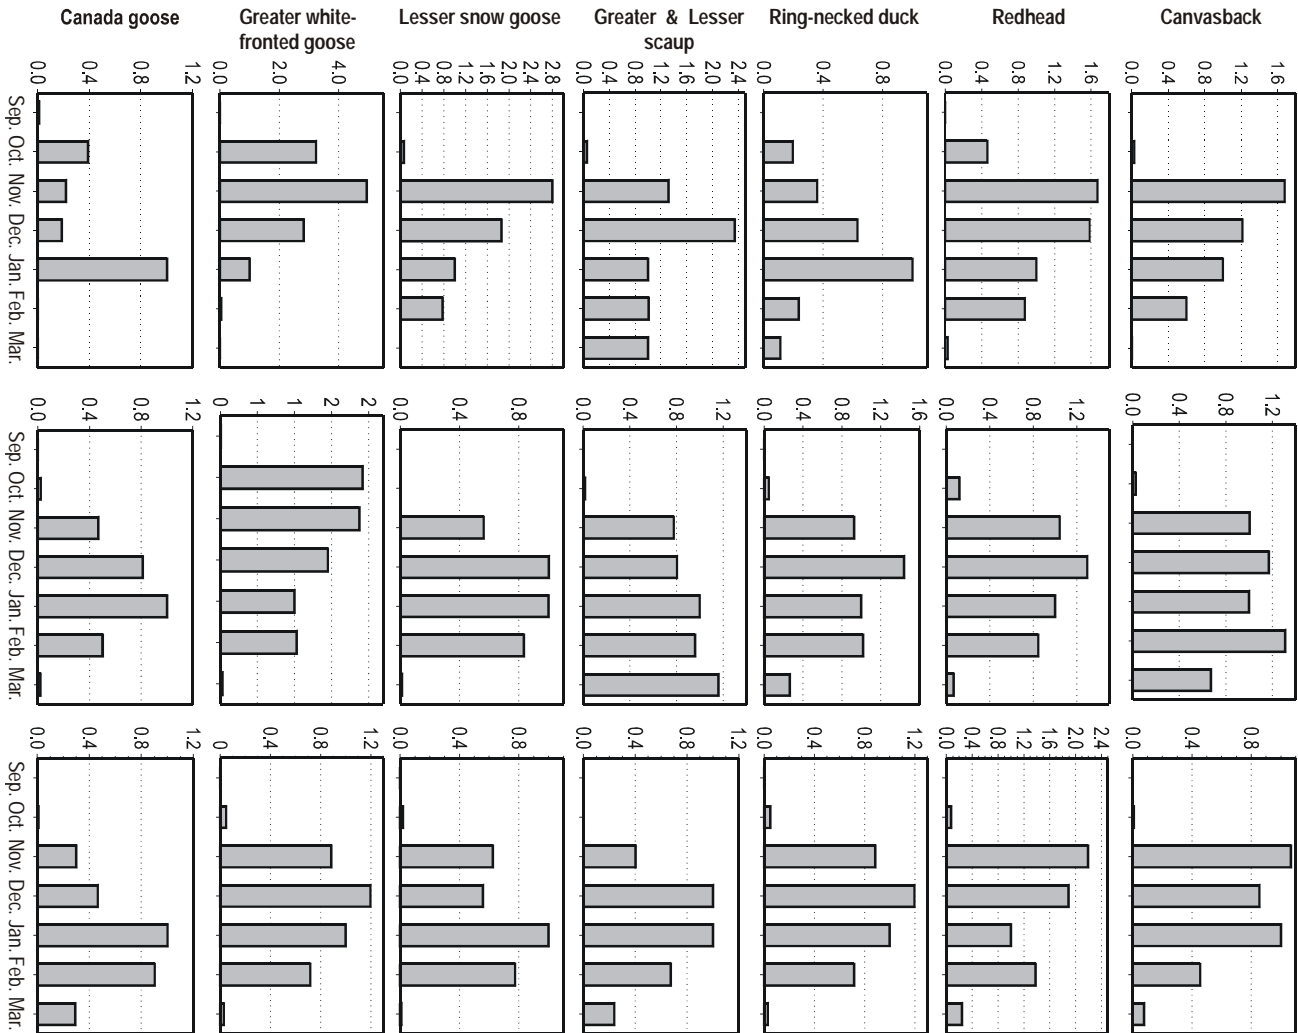 Canada goose
Greater white-
fronted goose
Lesser snow goose
Greater & Lesser
scaup
Ring-necked duck
Redhead
Canvasback
0.0 0.4 0.8 1.2
0.0 2.0 4.0
0.0 0.4 0.8 1.2 1.6 2.0 2.4 2.8
0.0 0.4 0.8 1.2 1.6 2.0 2.4
0.0 0.4 0.8
0.0 0.4 0.8 1.2 1.6
0.0 0.4 0.8 1.2 1.6
Sep. Oct. Nov. Dec. Jan. Feb. Mar.
0.0 0.4 0.8 1.2
0 1 1 2 2
0.0 0.4 0.8
0.0 0.4 0.8 1.2
0.0 0.4 0.8 1.2 1.6
0.0 0.4 0.8 1.2
0.0 0.4 0.8 1.2
Sep. Oct. Nov. Dec. Jan. Feb. Mar.
0.0 0.4 0.8 1.2
0 0.4 0.8 1.2
0.0 0.4 0.8
0.0 0.4 0.8 1.2
0.0 0.4 0.8 1.2
0.0 0.4 0.8 1.2 1.6 2.0 2.4
0.0 0.4 0.8
Sep. Oct. Nov. Dec. Jan. Feb. Mar.